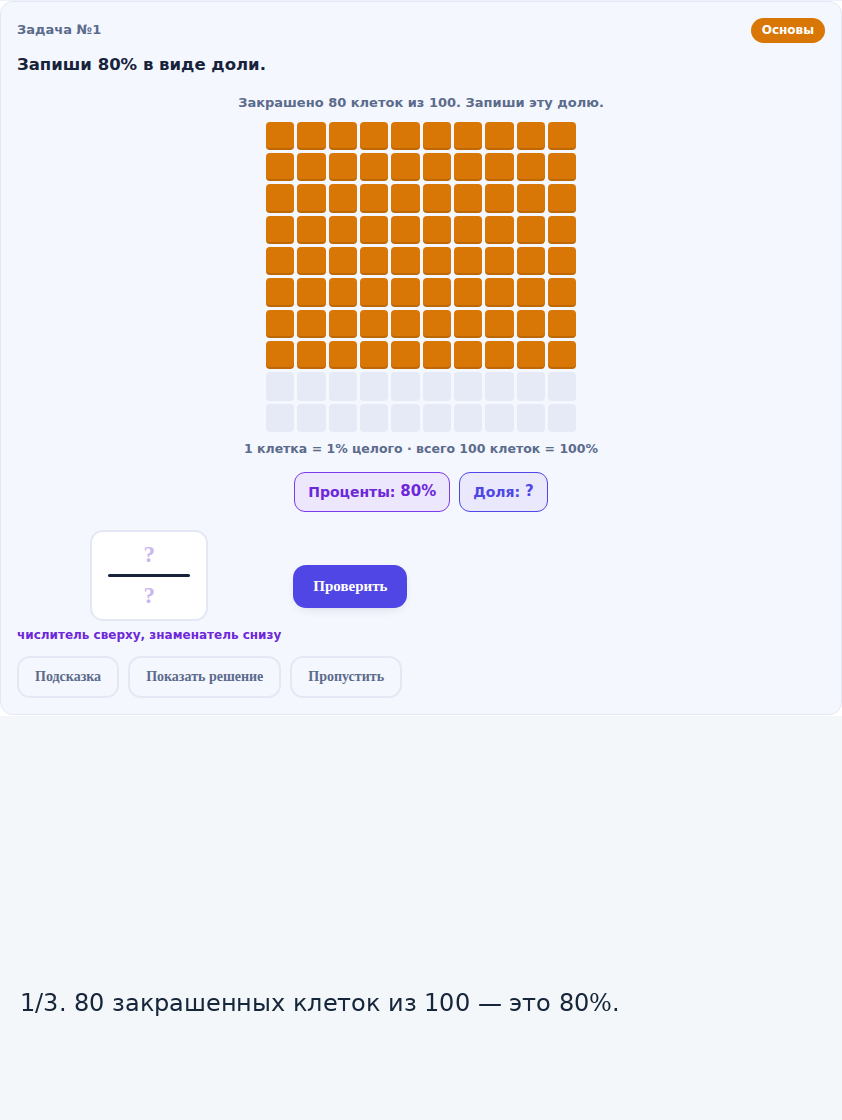 Задача №1
Основы
Запиши 80% в виде доли.
Закрашено 80 клеток из 100. Запиши эту долю.
1 клетка = 1% целого · всего 100 клеток = 100%
Проценты: 80%
Доля: ?
?
?
Проверить
числитель сверху, знаменатель снизу
Подсказка
Показать решение
Пропустить
1/3. 80 закрашенных клеток из 100 — это 80%.